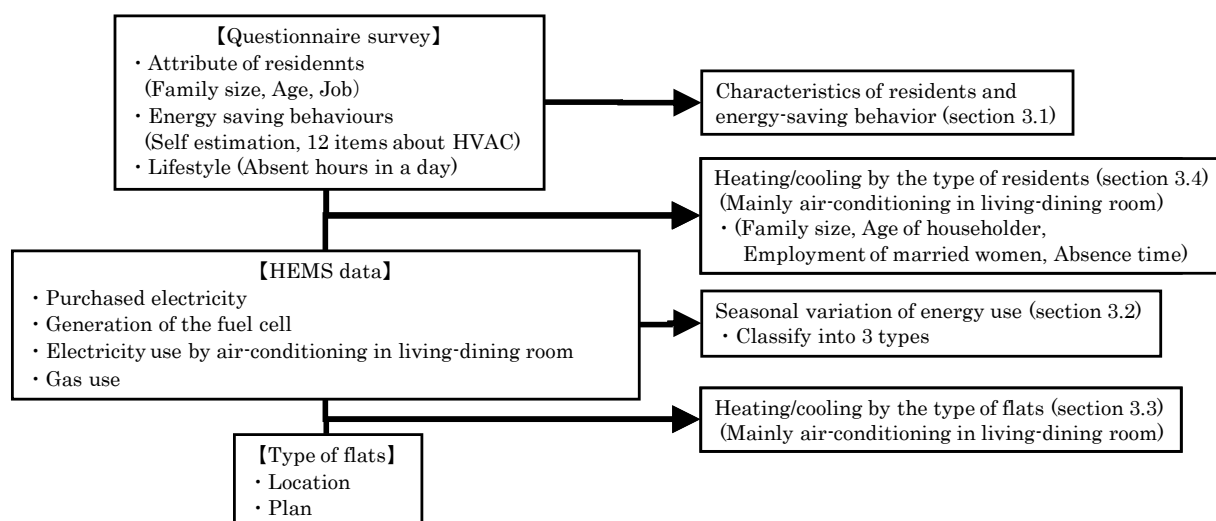 【Questionnaire survey】
・Attribute of residennts
(Family size, Age, Job)
・Energy saving behaviours
(Self estimation, 12 items about HVAC)
・Lifestyle (Absent hours in a day)
Characteristics of residents and
energy-saving behavior (section 3.1)
Heating/cooling by the type of residents (section 3.4)
(Mainly air-conditioning in living-dining room)
・(Family size, Age of householder,
Employment of married women, Absence time)
【HEMS data】
・Purchased electricity
・Generation of the fuel cell
・Electricity use by air-conditioning in living-dining room
・Gas use
Seasonal variation of energy use (section 3.2)
・Classify into 3 types
Heating/cooling by the type of flats (section 3.3)
(Mainly air-conditioning in living-dining room)
【Type of flats】
・Location
・Plan